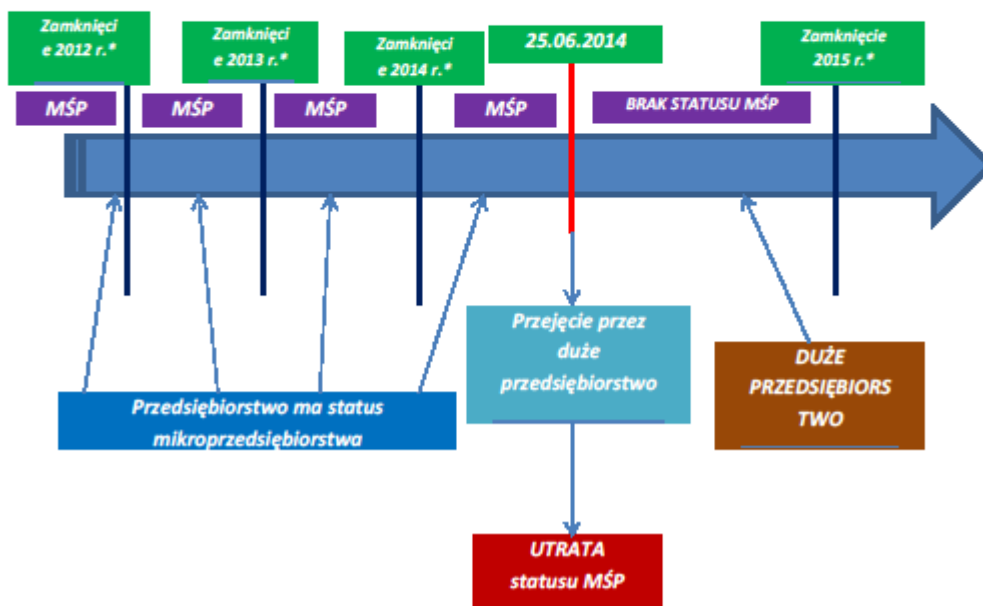 Zamknięci
e 2012 r.*
Zamknięci
e 2013 r.*
Zamknięci
e 2014 r.*
25.06.2014
Zamknięcie
2015 r.*
MŚP
MŚP
MŚP
MŚP
BRAK STATUSU MŚP
Przejęcie przez
duże
przedsiębiorstwo
DUŻE
PRZEDSIĘBIORS
TWO
Przedsiębiorstwo ma status
mikroprzedsiębiorstwa
UTRATA
statusu MŚP